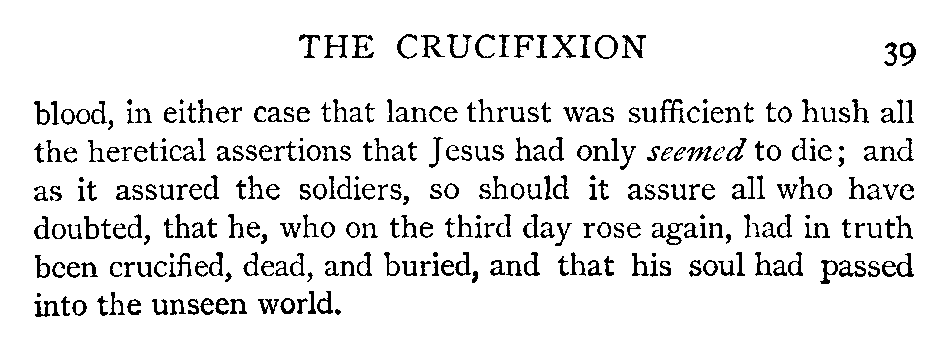 THE CRUCIFIXION 39
blood, in either case that lance thrust was sufficient to hush all
the heretical assertions that Jesus had only seemed to die; and
as it assured the soldiers, so should it assure all who have
doubted, that he, who on the third day rose again, had in truth
been crucified, dead, and buried, and that his soul had passed
into the unseen world.